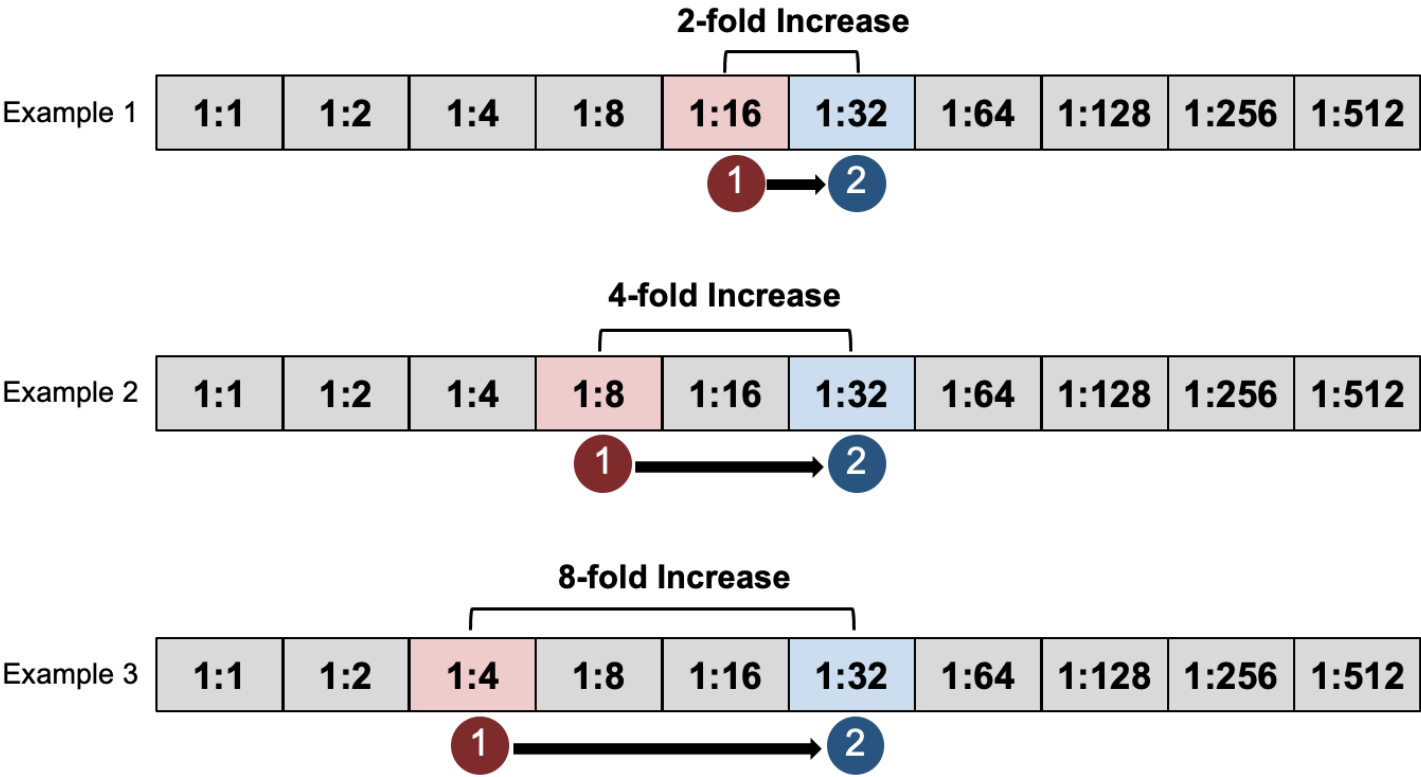 2-fold Increase
Example 1 1:1 1:2 1:4 1:8 1:16 1:32 1:64 1:128 1:256 1:512
1 2
4-fold Increase
Example 2 1:1 1:2 1:4 1:8 1:16 1:32 1:64 1:128 1:256 1:512
1 2
8-fold Increase
Example 3 1:1 1:2 1:4 1:8 1:16 1:32 1:64 1:128 1:256 1:512
1 2